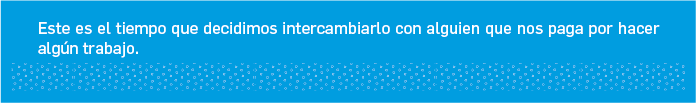 Este es el tiempo que decidimos intercambiarlo con alguien que nos paga por hacer
algún trabajo.